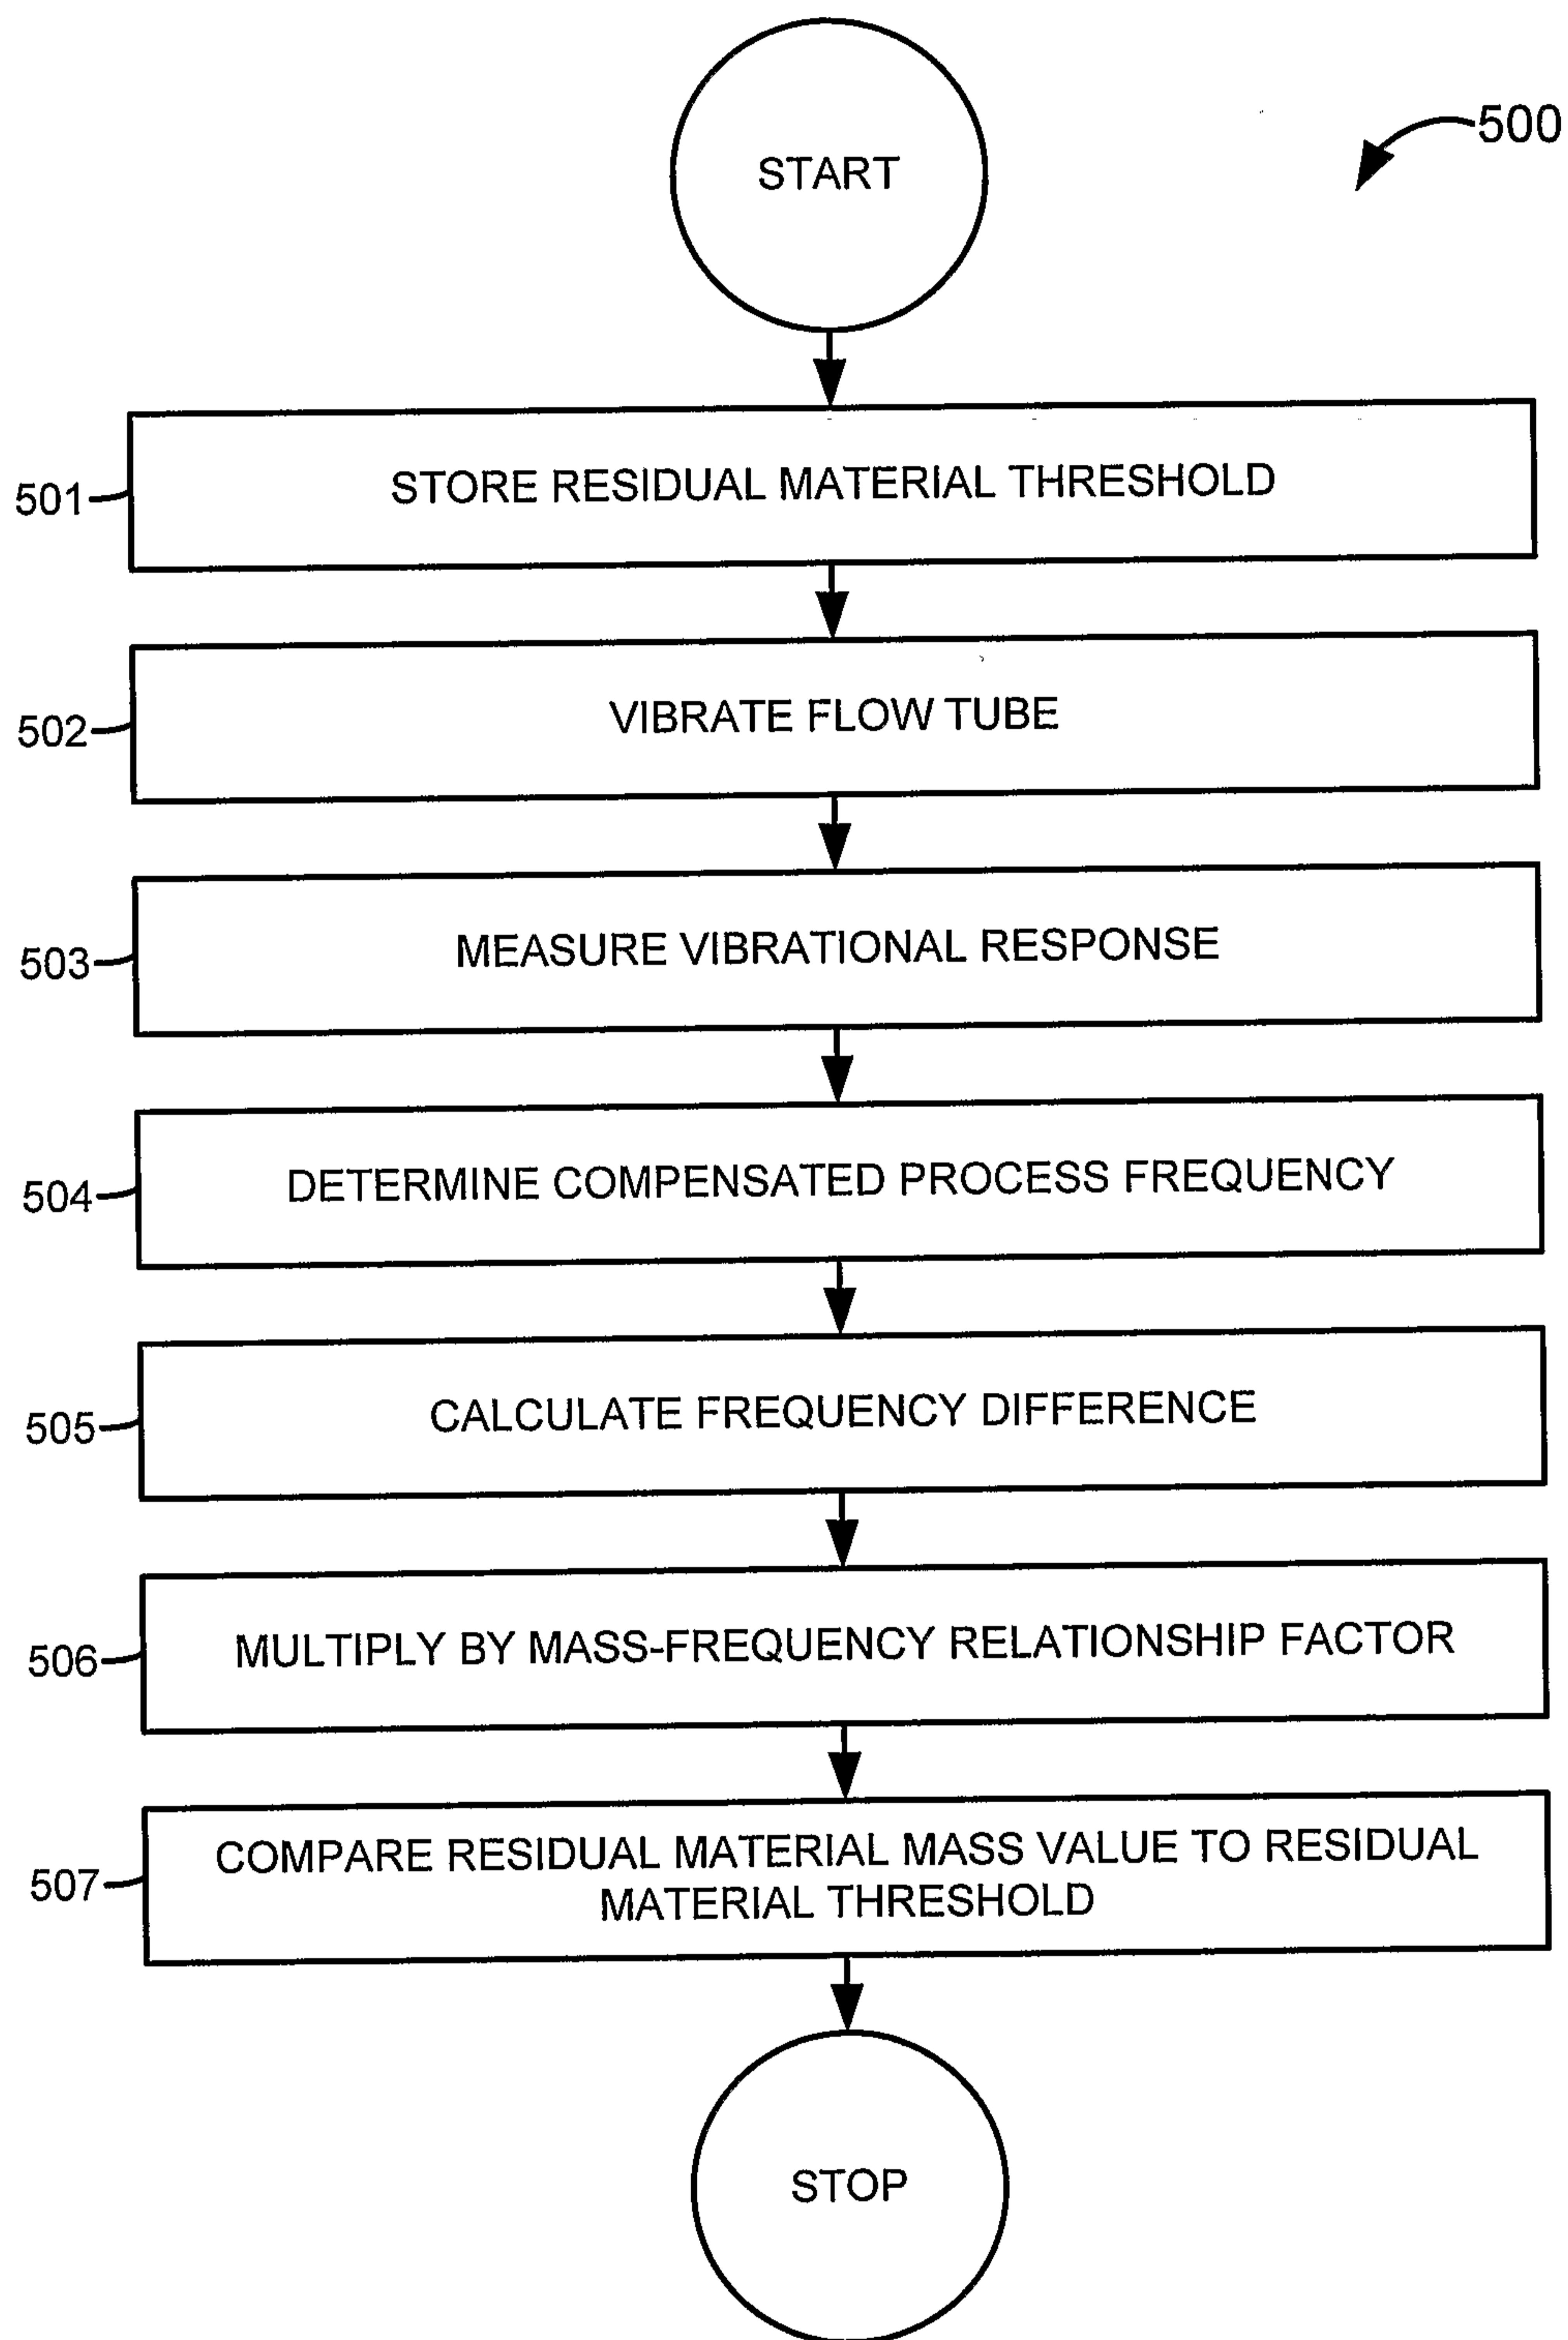 START
500
501
STORE RESIDUAL MATERIAL THRESHOLD
502
VIBRATE FLOW TUBE
503
MEASURE VIBRATIONAL RESPONSE
504
DETERMINE COMPENSATED PROCESS FREQUENCY
505
CALCULATE FREQUENCY DIFFERENCE
506
MULTIPLY BY MASS-FREQUENCY RELATIONSHIP FACTOR
507
COMPARE RESIDUAL MATERIAL MASS VALUE TO RESIDUAL
MATERIAL THRESHOLD
STOP